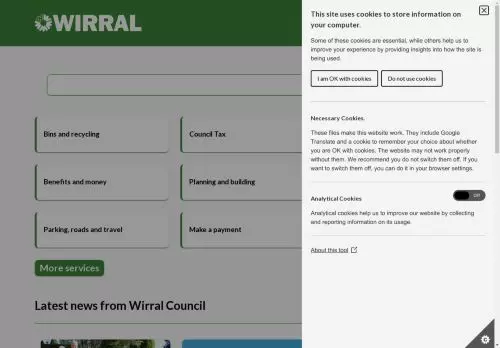 WIRRAL
Bins and recycling
Council Tax
Benefits and money
Planning and building
Parking, roads and travel
Make a payment
More services
Latest news from Wirral Council
This site uses cookies to store information on
your computer.
Some of these cookies are essential, while others help us to
improve your experience by providing insights into how the site is
being used.
I am OK with cookies
Do not use cookies
Necessary Cookies.
These files make this website work. They include Google
Translate and a cookie to remember your choice about whether
you are OK with cookies. The website may not work properly
without them. We recommend you do not switch them off. If you
want to switch them off, you can do it in your browser settings.
Analytical Cookies
Off
Analytical cookies help us to improve our website by collecting
and reporting information on its usage.
About this tool